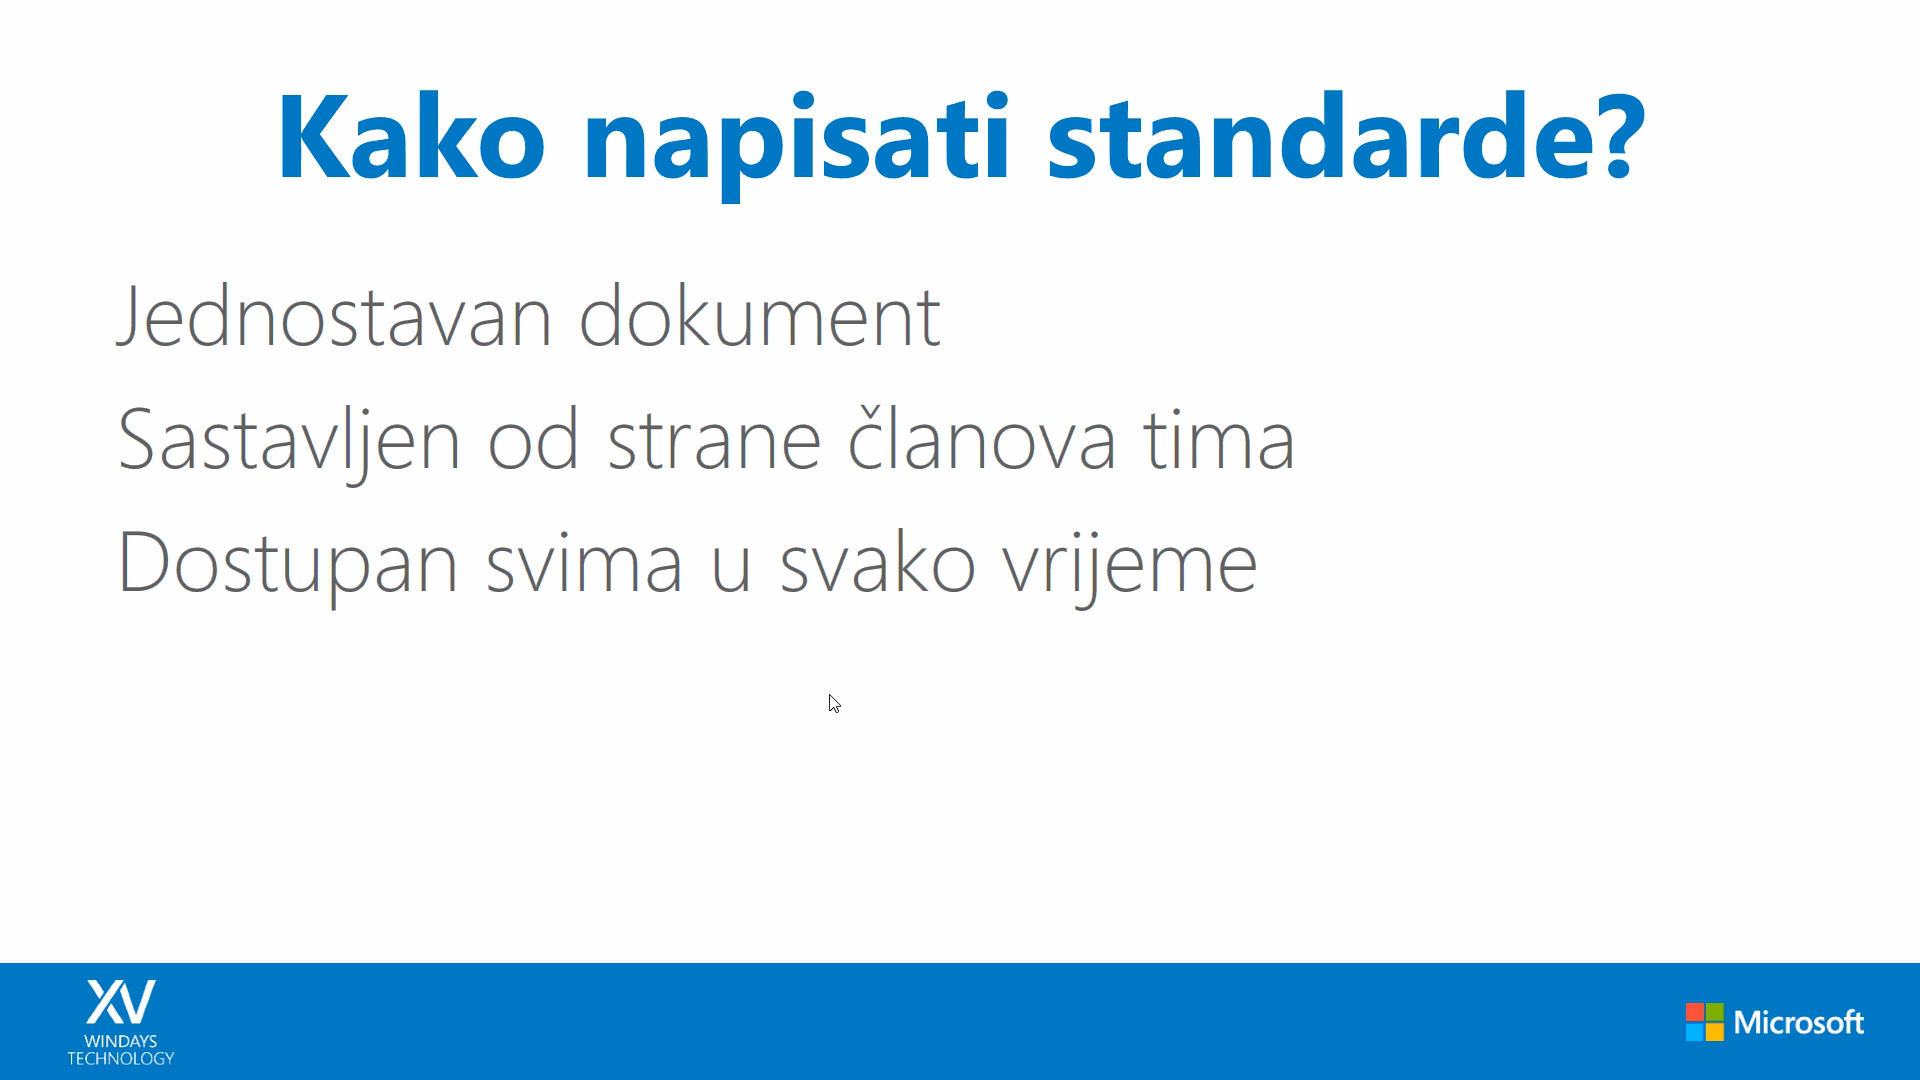 Kako napisati standarde?
Jednostavan dokument
Sastavljen od strane članova tima
Dostupan svima u svako vrijeme
XV
WINDAYS
TECHNOLOGY
Microsoft